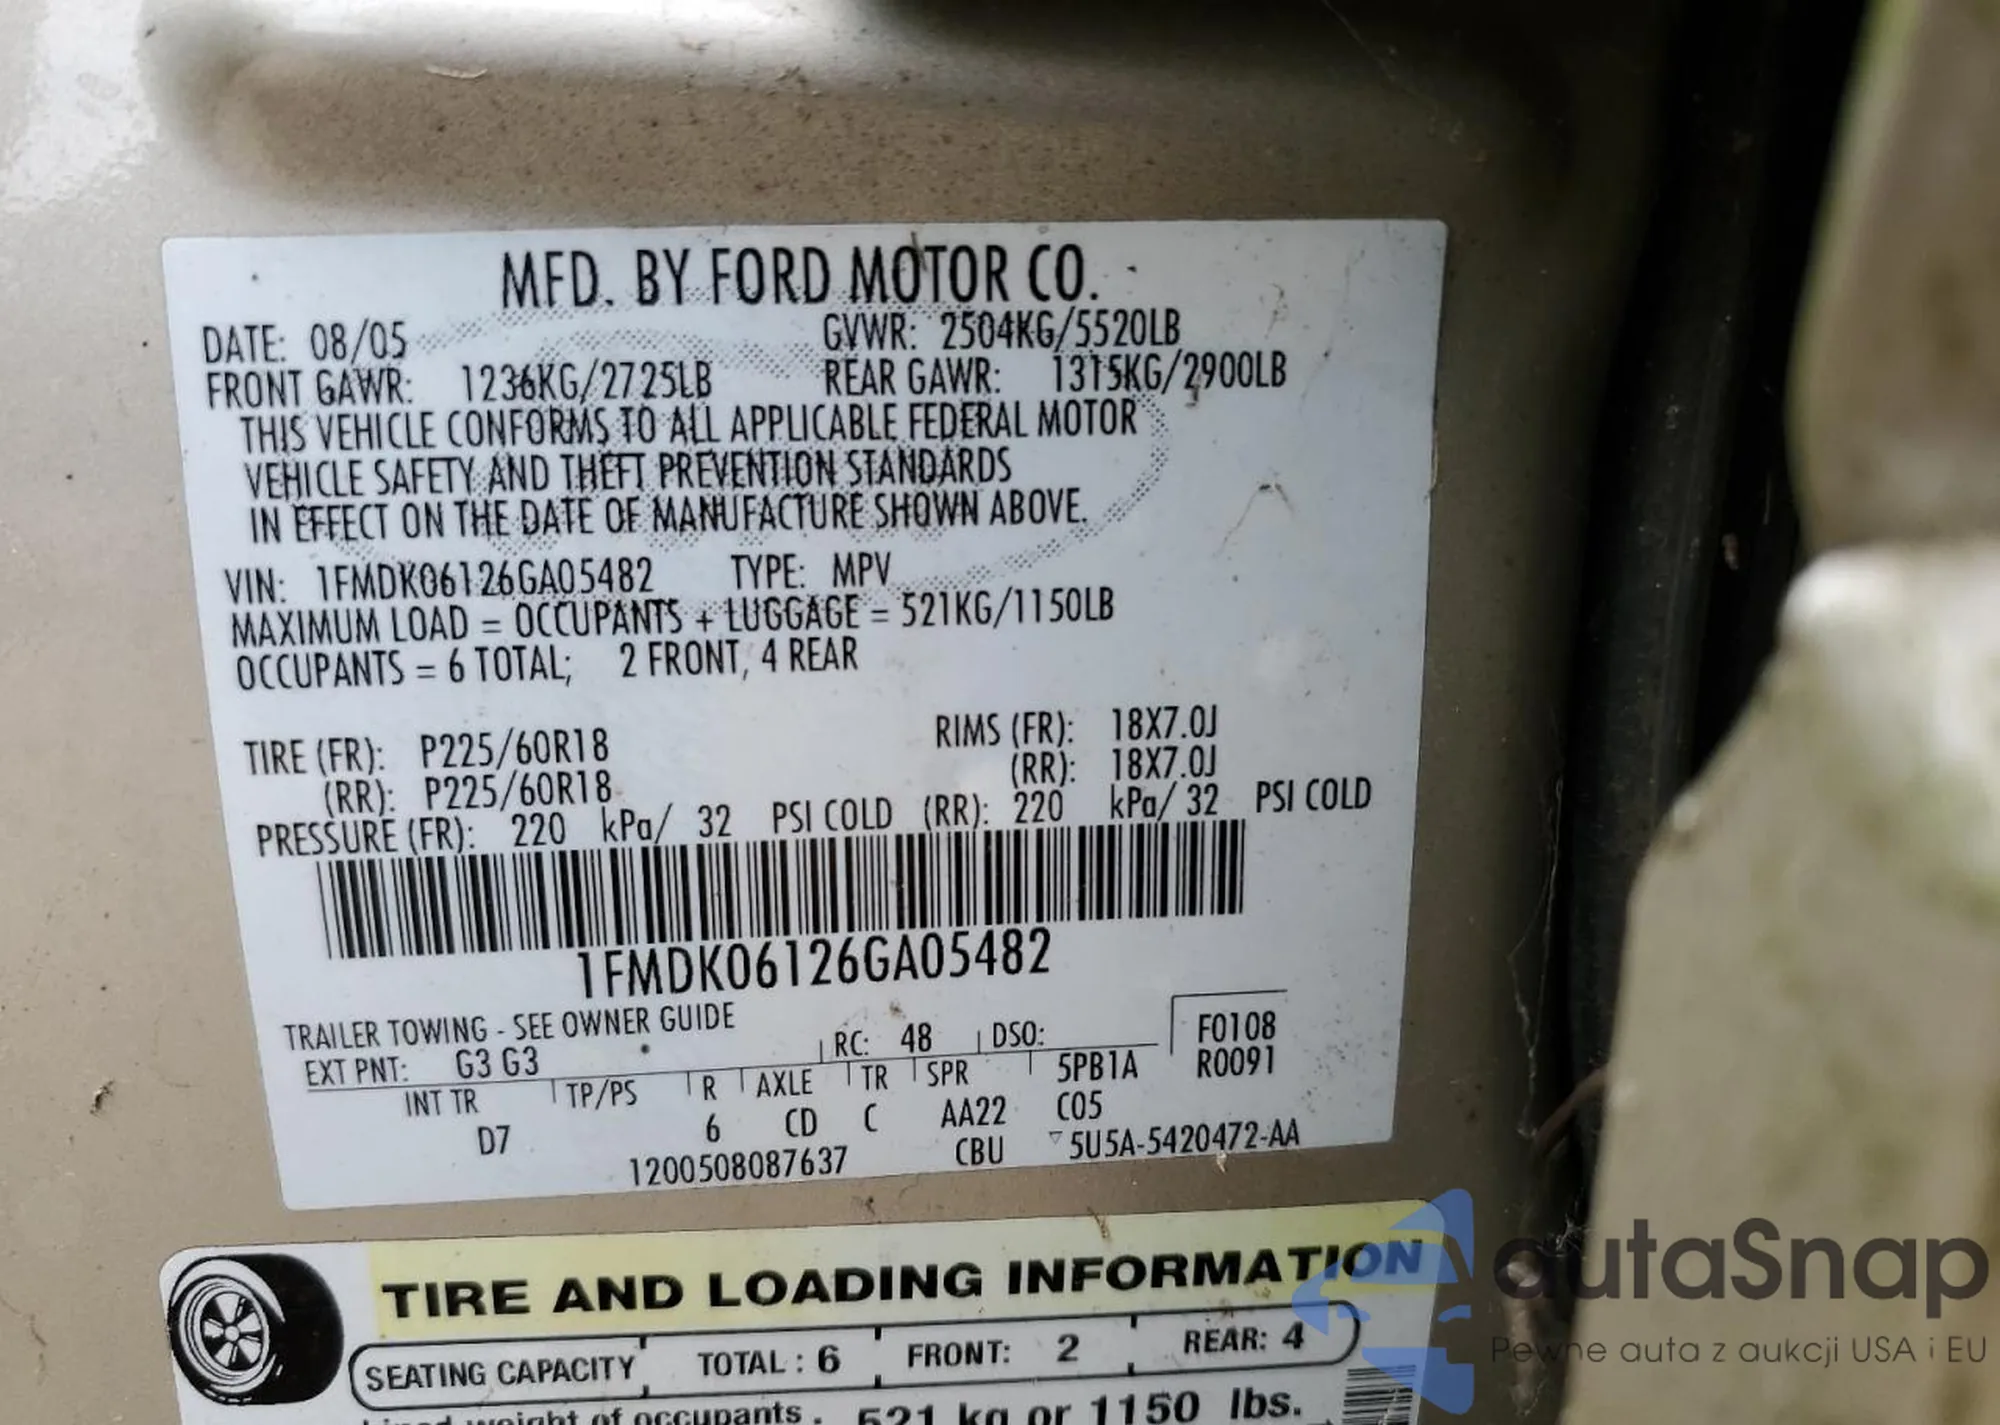 MFD. BY FORD MOTOR CO.
DATE: 08/05 GVWR: 2504KG/5520LB
FRONT GAWR: 1236KG/2725LB REAR GAWR: 1315KG/2900LB
THIS VEHICLE CONFORMS TO ALL APPLICABLE FEDERAL MOTOR
VEHICLE SAFETY AND THEFT PREVENTION STANDARDS
IN EFFECT ON THE DATE OF MANUFACTURE SHOWN ABOVE.
VIN: 1FMDK06126GA05482 TYPE: MPV
MAXIMUM LOAD = OCCUPANTS + LUGGAGE = 521KG/1150LB
OCCUPANTS = 6 TOTAL; 2 FRONT, 4 REAR
TIRE (FR): P225/60R18 RIMS (FR): 18X7.0J
(RR): P225/60R18 (RR): 18X7.0J
PRESSURE (FR): 220 kPa/ 32 PSI COLD (RR): 220 kPa/ 32 PSI COLD
1FMDK06126GA05482
TRAILER TOWING - SEE OWNER GUIDE
EXT PNT: G3 G3 RC: 48 DSO: F0108
INT TR TP/PS R AXLE TR SPR 5PB1A R0091
D7 6 CD C AA22 C05
1200508087637 CBU ▽5U5A-5420472-AA
TIRE AND LOADING INFORMATION
SEATING CAPACITY TOTAL : 6 FRONT: 2 REAR: 4
weight of occupants 521 kg or 1150 lbs.
autaSnap
Pewne auta z aukcji USA i EU